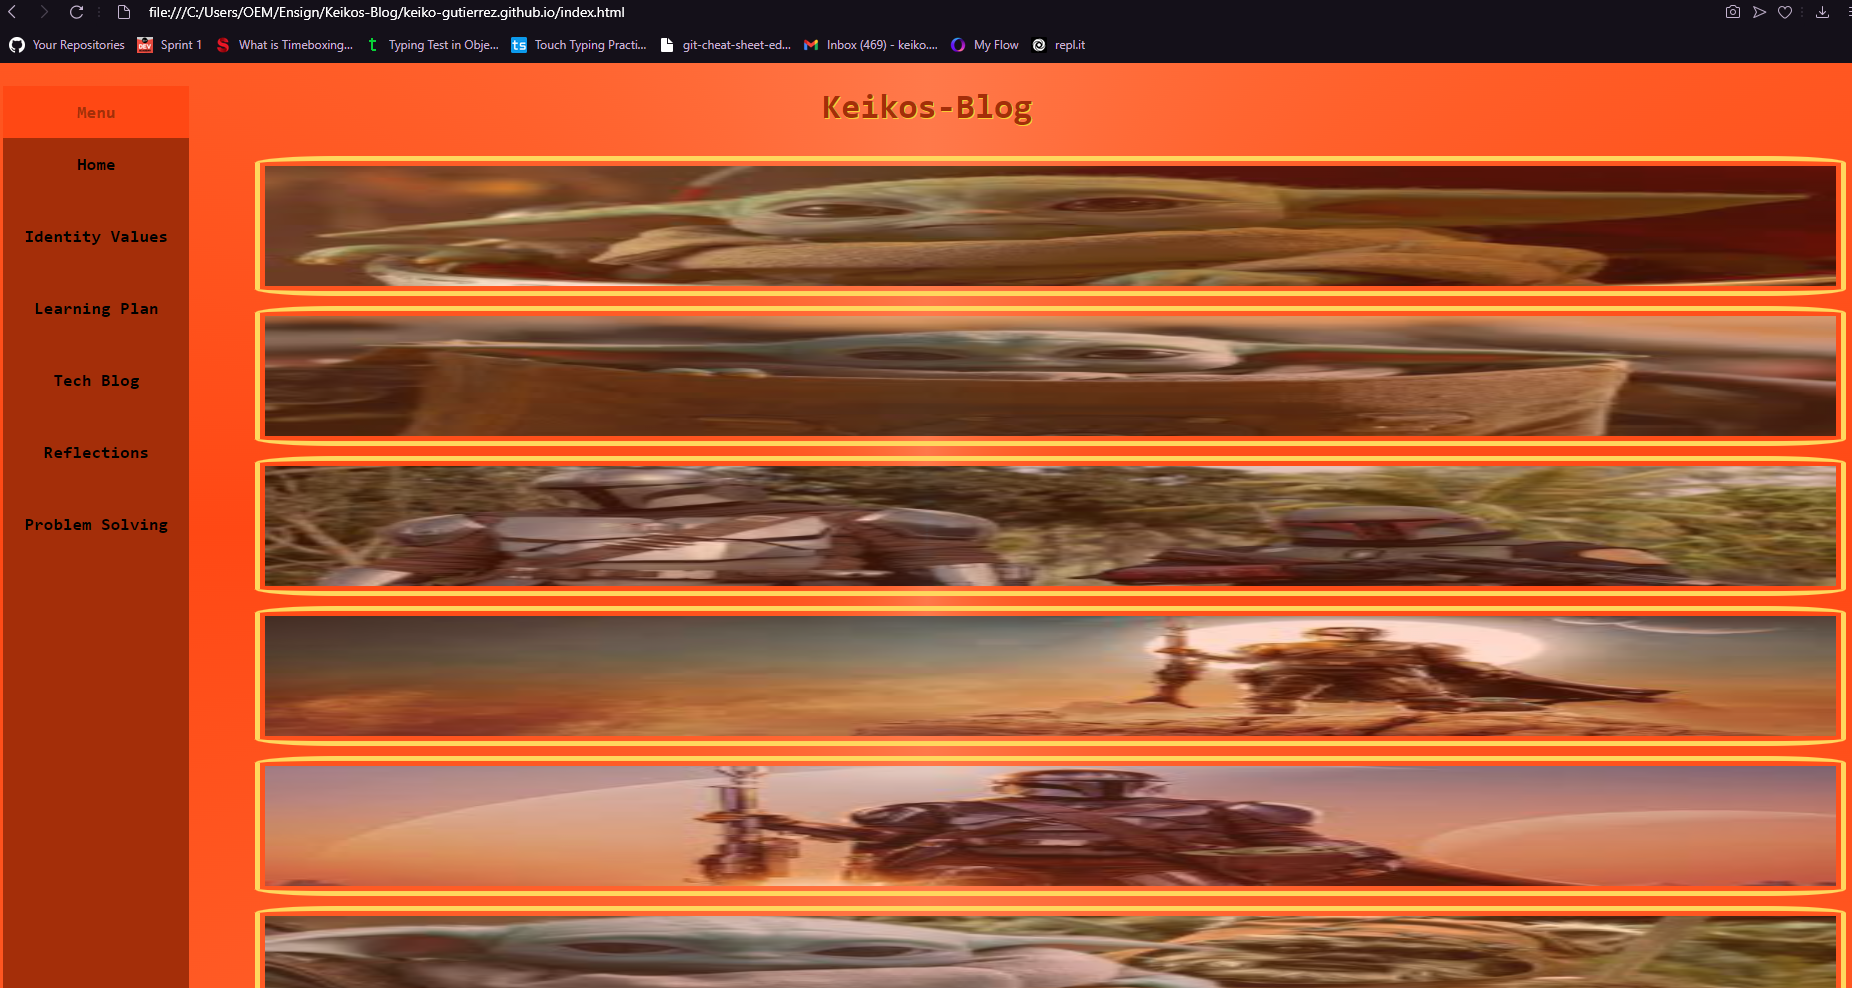 file:///C:/Users/OEM/Ensign/Keikos-Blog/keiko-gutierrez.github.io/index.html
Your Repositories DEV Sprint 1 S What is Timeboxing... t Typing Test in Obje... ts Touch Typing Practi... git-cheat-sheet-ed... Inbox (469) - keiko.... My Flow repl.it
Keikos-Blog
Menu
Home
Identity Values
Learning Plan
Tech Blog
Reflections
Problem Solving